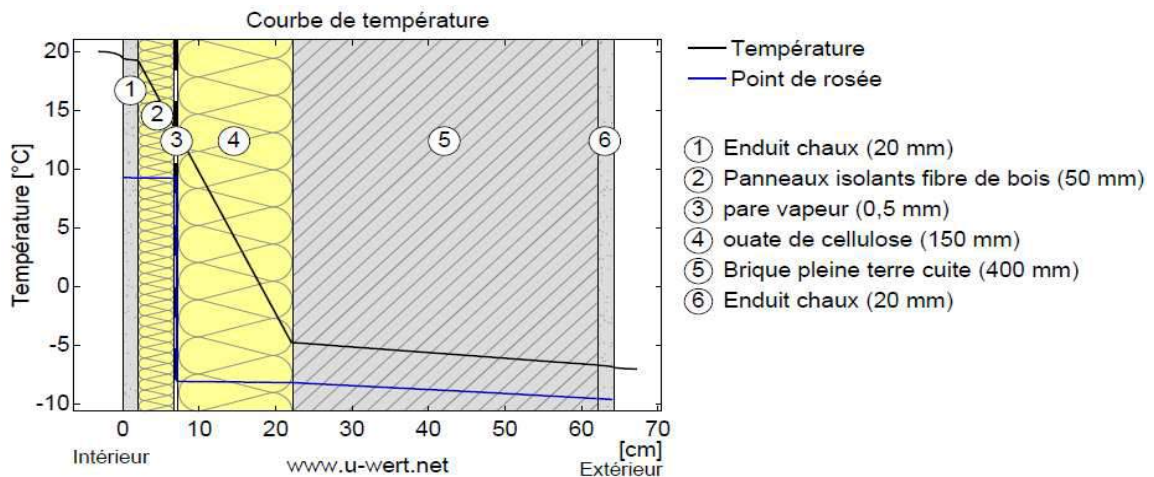 Courbe de température
Température [°C]
20
15
10
5
0
-5
-10
1
2
3
4
5
6
0
10
20
30
40
50
60
70
[cm]
Intérieur
www.u-wert.net
Extérieur
Température
Point de rosée
1 Enduit chaux (20 mm)
2 Panneaux isolants fibre de bois (50 mm)
3 pare vapeur (0,5 mm)
4 ouate de cellulose (150 mm)
5 Brique pleine terre cuite (400 mm)
6 Enduit chaux (20 mm)